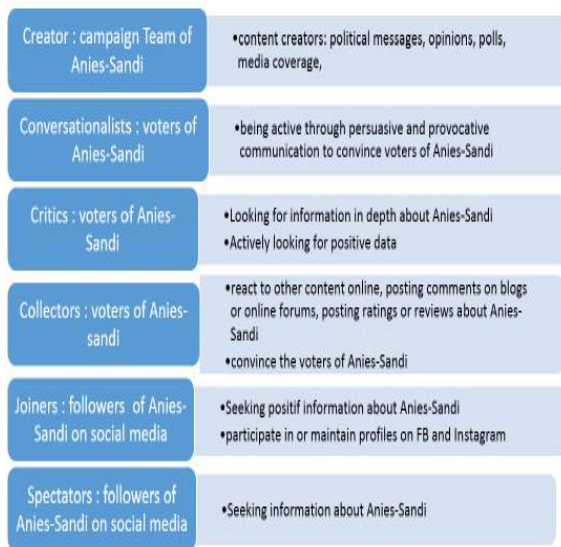 Creator : campaign Team of
Anies-Sandi
•content creators: political messages, opinions, polls,
media coverage,
Conversationalists : voters of
Anies-Sandi
•being active through persuasive and provocative
communication to convince voters of Anies-Sandi
Critics : voters of Anies-
Sandi
•Looking for information in depth about Anies-Sandi
•Actively looking for positive data
Collectors : voters of Anies-
sandi
•react to other content online, posting comments on blogs
or online forums, posting ratings or reviews about Anies-
Sandi
•convince the voters of Anies-Sandi
Joiners : followers of Anies-
Sandi on social media
•Seeking positif information about Anies-Sandi
•participate in or maintain profiles on FB and Instagram
Spectators : followers of
Anies-Sandi on social media
•Seeking information about Anies-Sandi